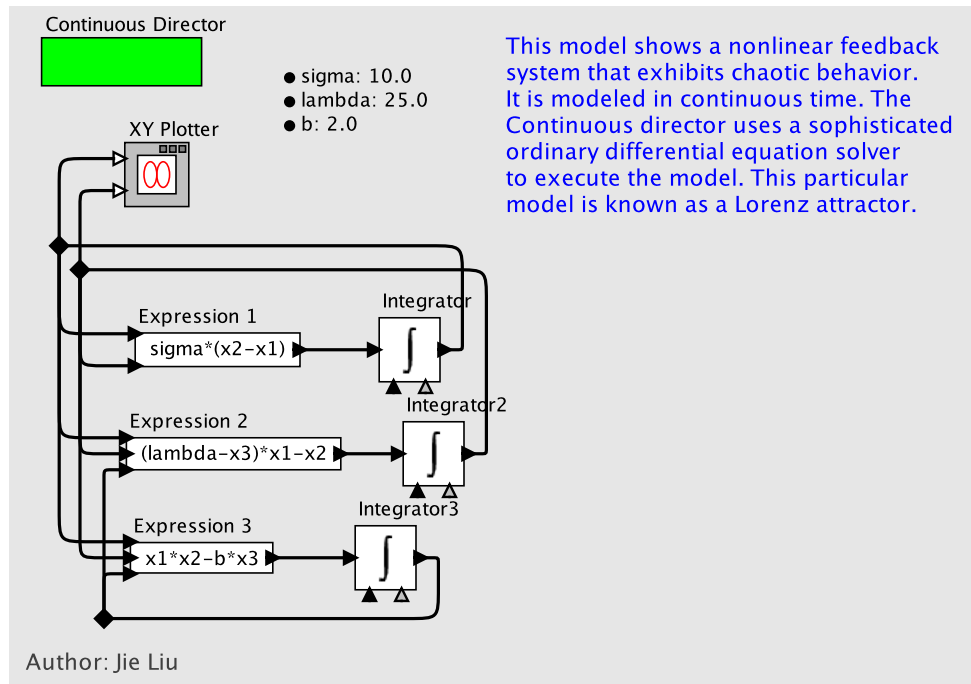 Continuous Director
sigma: 10.0
lambda: 25.0
b: 2.0
This model shows a nonlinear feedback
system that exhibits chaotic behavior.
It is modeled in continuous time. The
Continuous director uses a sophisticated
ordinary differential equation solver
to execute the model. This particular
model is known as a Lorenz attractor.
XY Plotter
Expression 1
sigma*(x2-x1)
Integrator
Expression 2
(lambda-x3)*x1-x2
Integrator2
Expression 3
x1*x2-b*x3
Integrator3
Author: Jie Liu